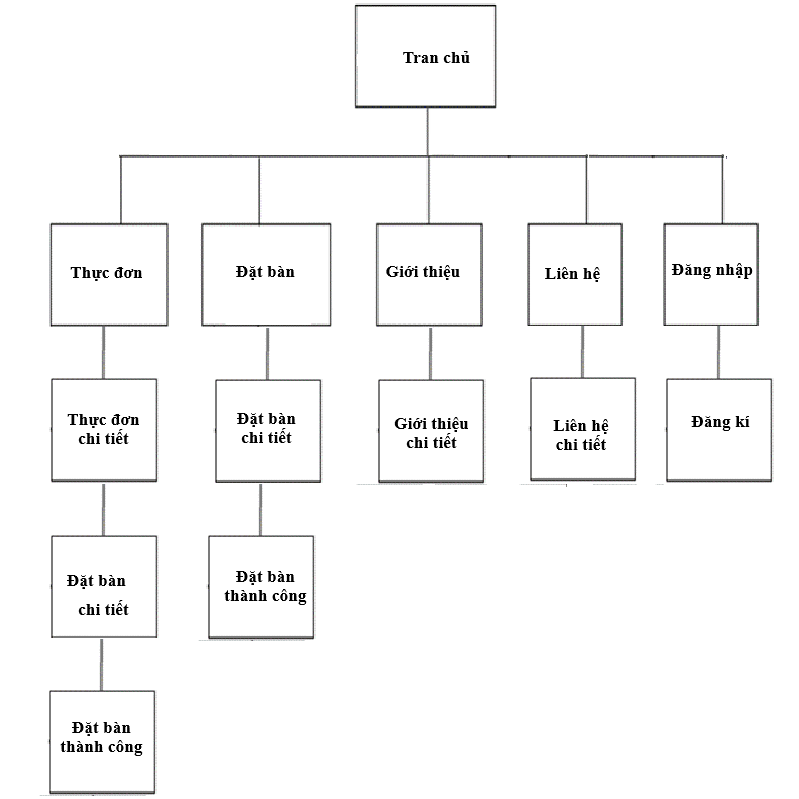 Tran chủ
Thực đơn
Đặt bàn
Giới thiệu
Liên hệ
Đăng nhập
Thực đơn
chi tiết
Đặt bàn
chi tiết
Giới thiệu
chi tiết
Liên hệ
chi tiết
Đăng kí
Đặt bàn
chi tiết
Đặt bàn
thành công
Đặt bàn
thành công